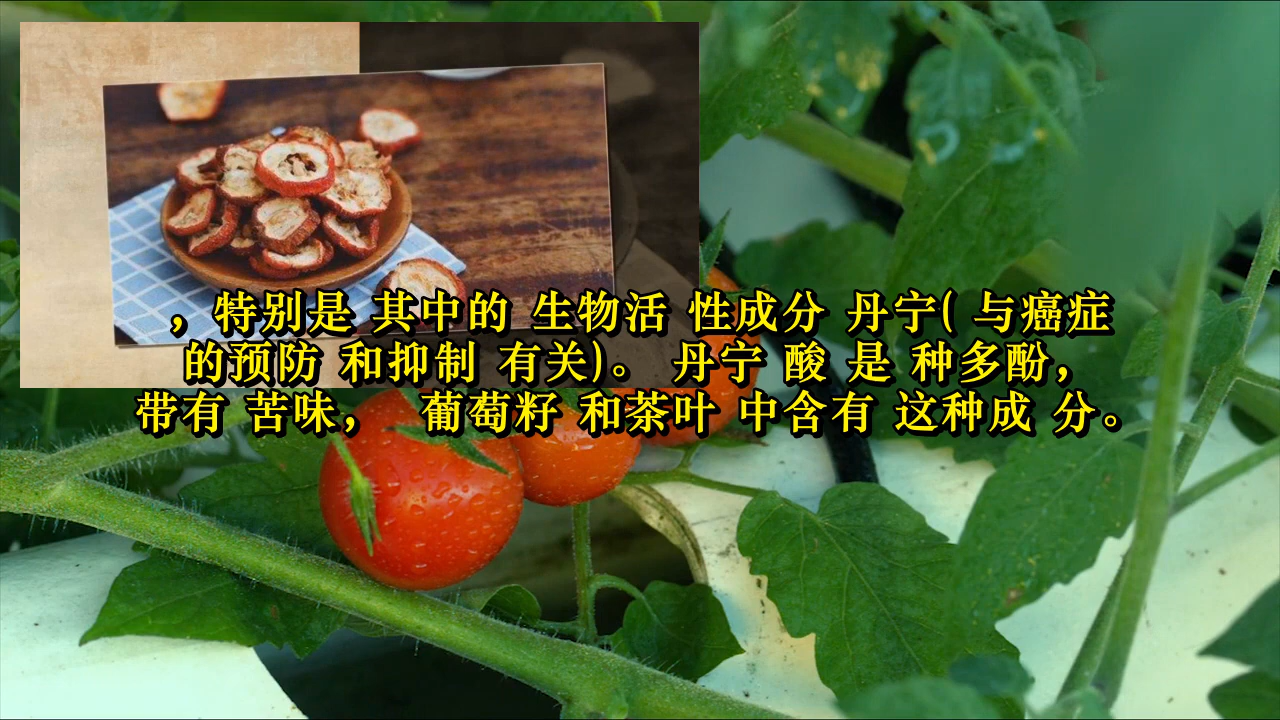 ，特别是 其中的 生物活 性成分 丹宁( 与癌症
的预防 和抑制 有关)。 丹宁 酸 是 种多酚，
带有 苦味， 葡萄籽 和茶叶 中含有 这种成 分。